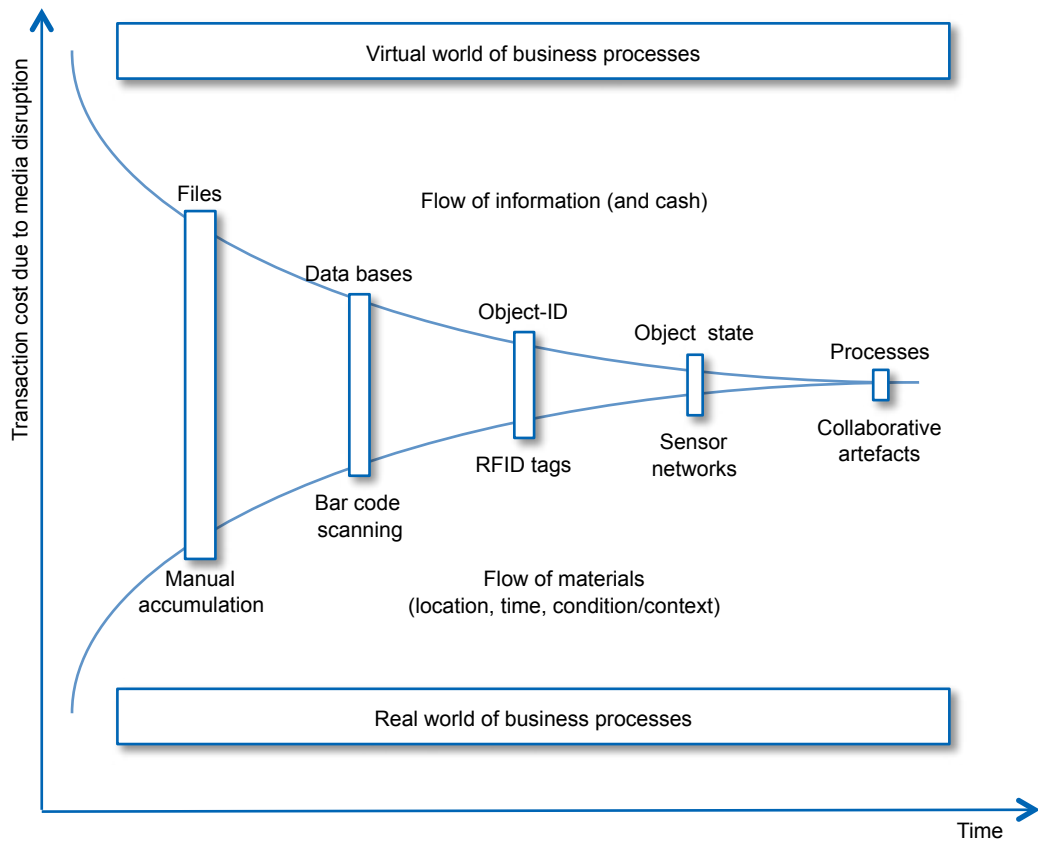 Transaction cost due to media disruption
Virtual world of business processes
Files
Flow of information (and cash)
Data bases
Object-ID
Object state
Processes
Collaborative
artefacts
Sensor
networks
RFID tags
Bar code
scanning
Manual
accumulation
Flow of materials
(location, time, condition/context)
Real world of business processes
Time